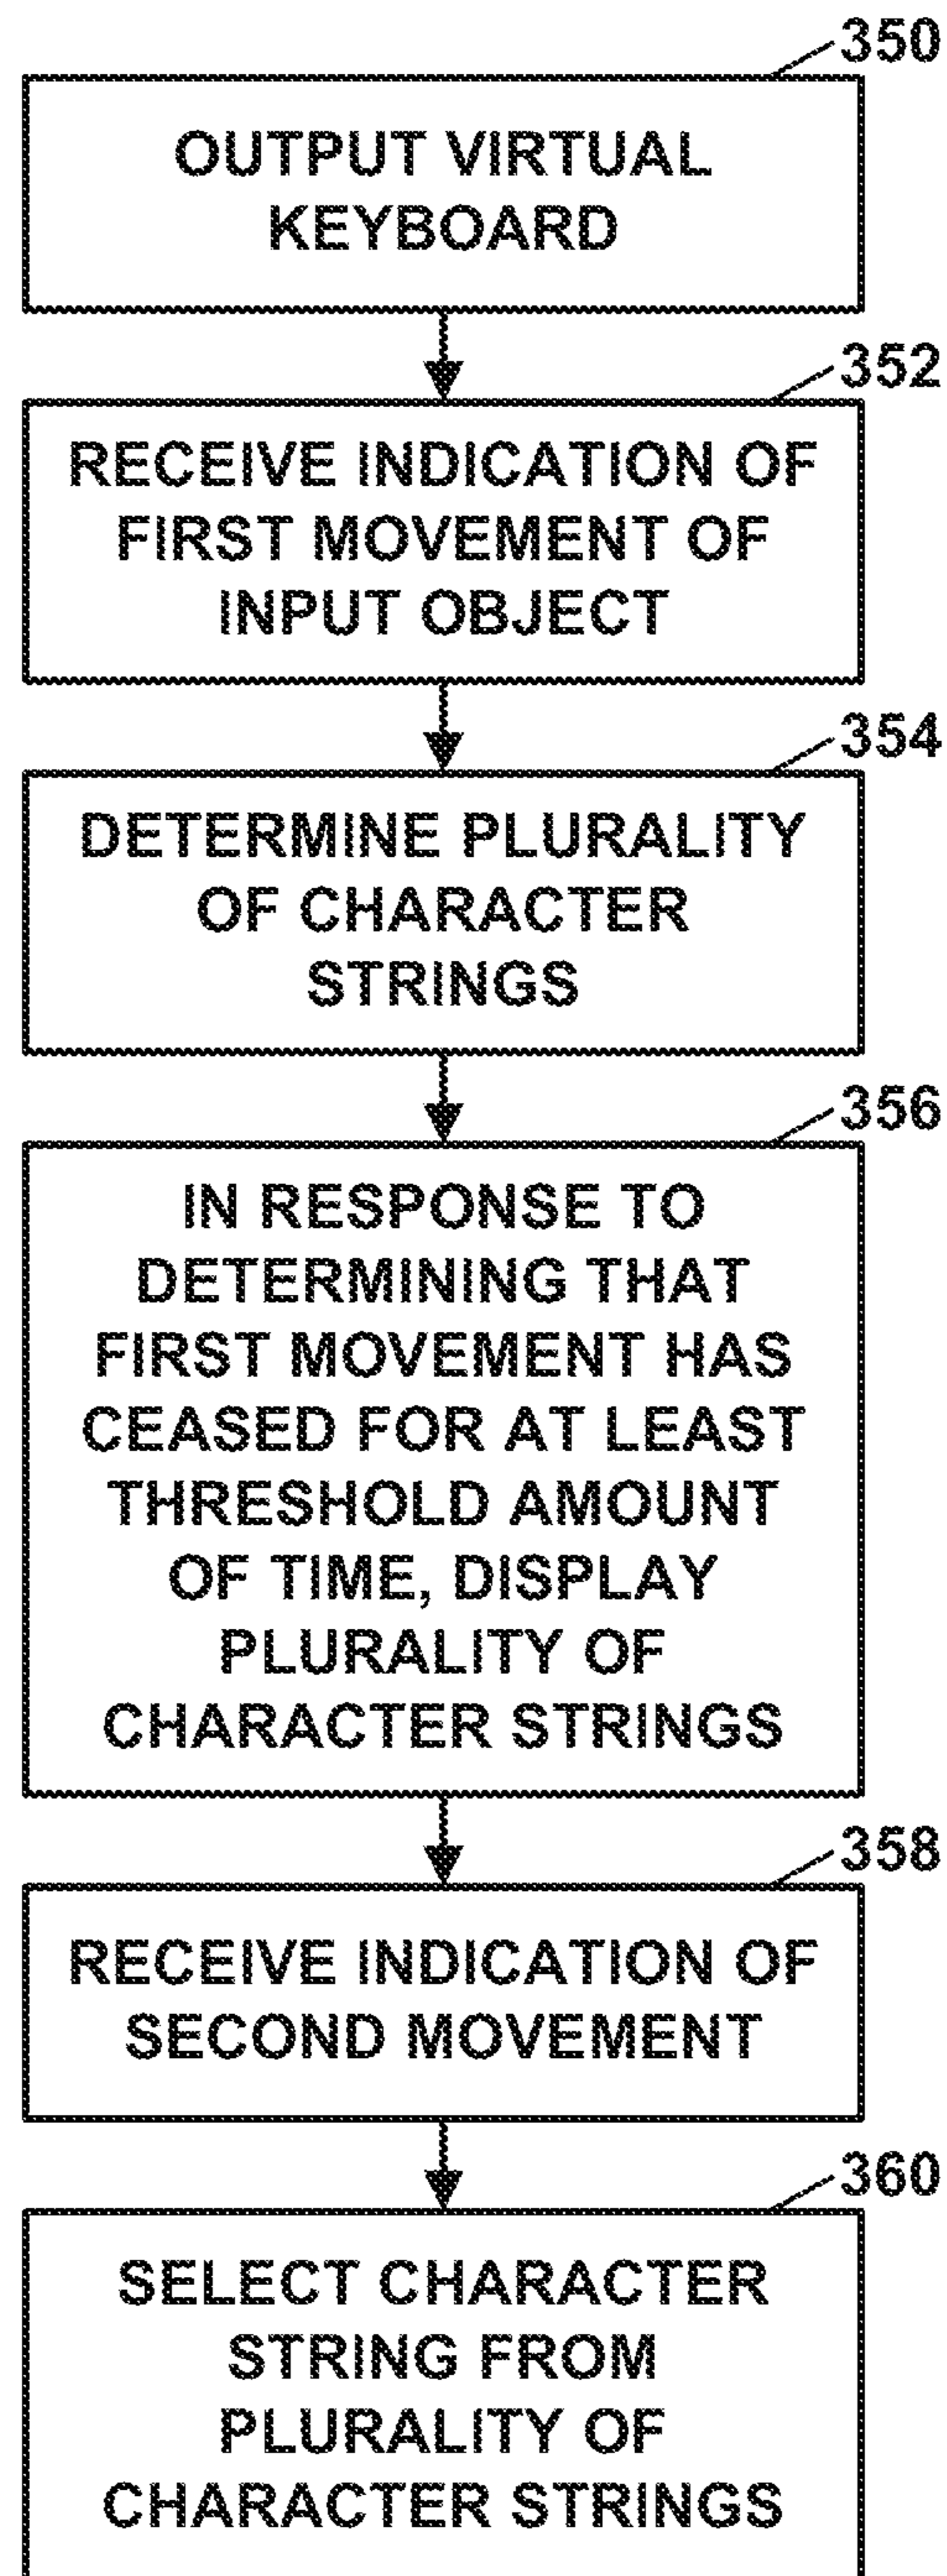 350
OUTPUT VIRTUAL
KEYBOARD
352
RECEIVE INDICATION OF
FIRST MOVEMENT OF
INPUT OBJECT
354
DETERMINE PLURALITY
OF CHARACTER
STRINGS
356
IN RESPONSE TO
DETERMINING THAT
FIRST MOVEMENT HAS
CEASED FOR AT LEAST
THRESHOLD AMOUNT
OF TIME, DISPLAY
PLURALITY OF
CHARACTER STRINGS
358
RECEIVE INDICATION OF
SECOND MOVEMENT
360
SELECT CHARACTER
STRING FROM
PLURALITY OF
CHARACTER STRINGS